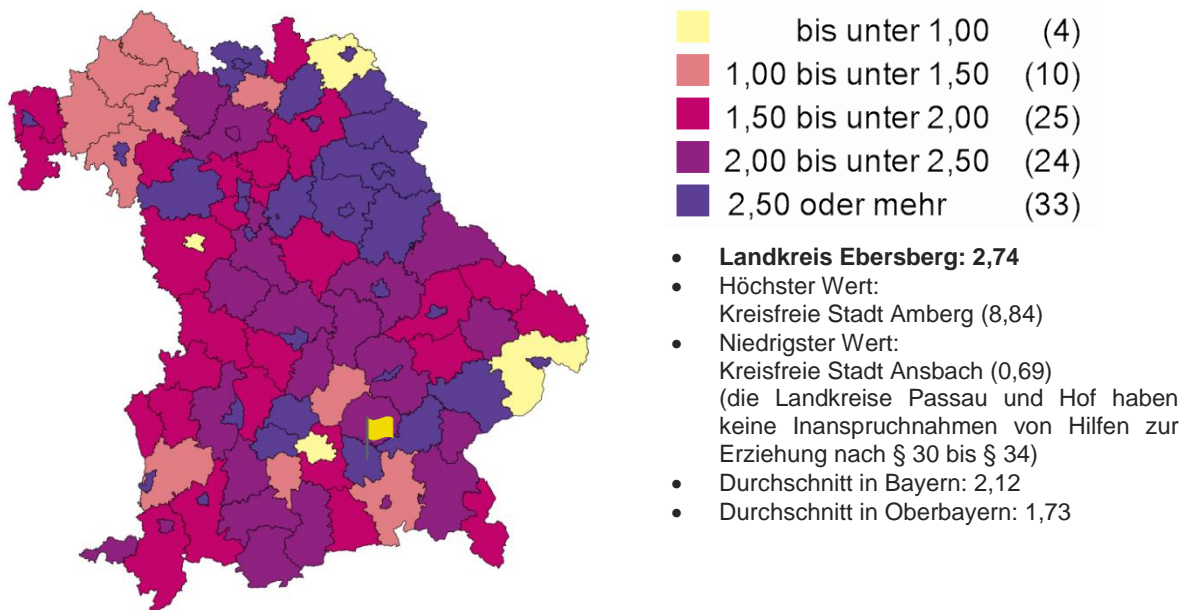 bis unter 1,00 (4)
1,00 bis unter 1,50 (10)
1,50 bis unter 2,00 (25)
2,00 bis unter 2,50 (24)
2,50 oder mehr (33)
• Landkreis Ebersberg: 2,74
• Höchster Wert:
Kreisfreie Stadt Amberg (8,84)
• Niedrigster Wert:
Kreisfreie Stadt Ansbach (0,69)
(die Landkreise Passau und Hof haben
keine Inanspruchnahmen von Hilfen zur
Erziehung nach § 30 bis § 34)
• Durchschnitt in Bayern: 2,12
• Durchschnitt in Oberbayern: 1,73